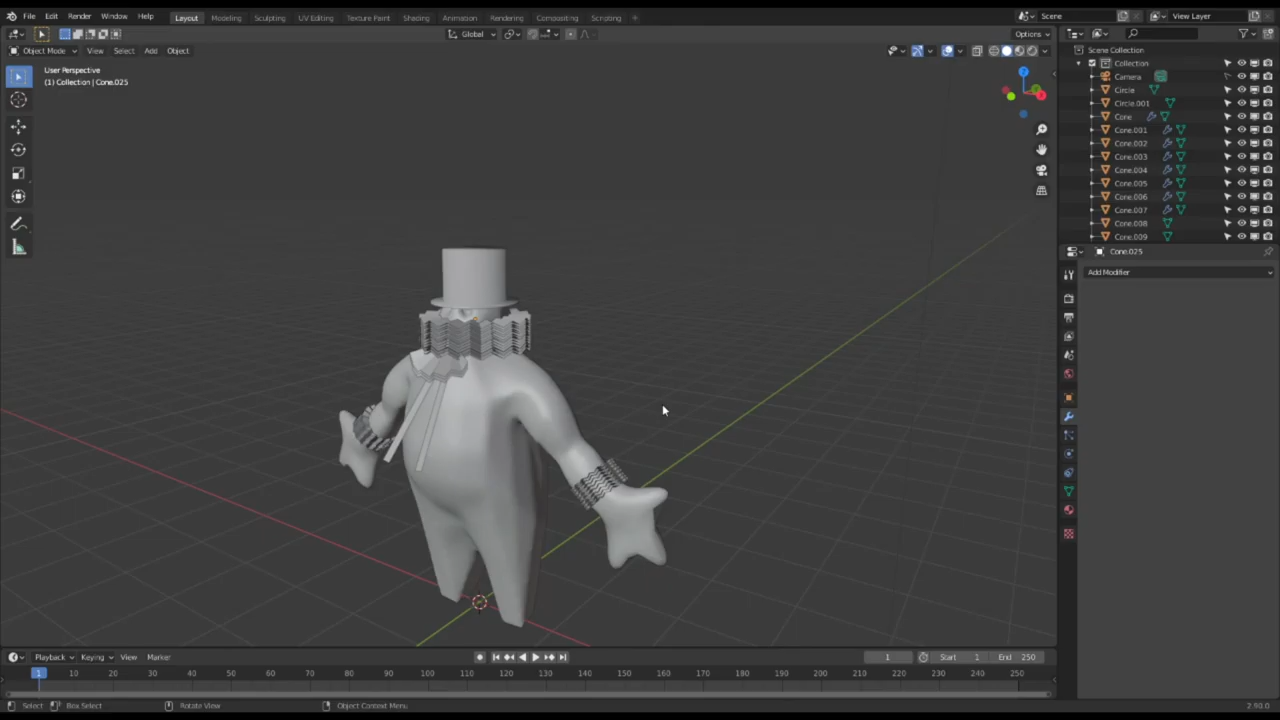 File Edit Render Window Help Layout Modeling Sculpting UV Editing Texture Paint Shading Animation Rendering Compositing Scripting + Scene View Layer
Global Options
Object Mode View Select Add Object
User Perspective
(1) Collection | Cone.025
Z
Scene Collection
Collection
Camera
Circle
Circle.001
Cone
Cone.001
Cone.002
Cone.003
Cone.004
Cone.005
Cone.006
Cone.007
Cone.008
Cone.009
Cone.025
Add Modifier
Playback Keying View Marker 1 Start 1 End 250
1 10 20 30 40 50 60 70 80 90 100 110 120 130 140 150 160 170 180 190 200 210 220 230 240 250
Select Box Select Rotate View Object Context Menu 2.90.0